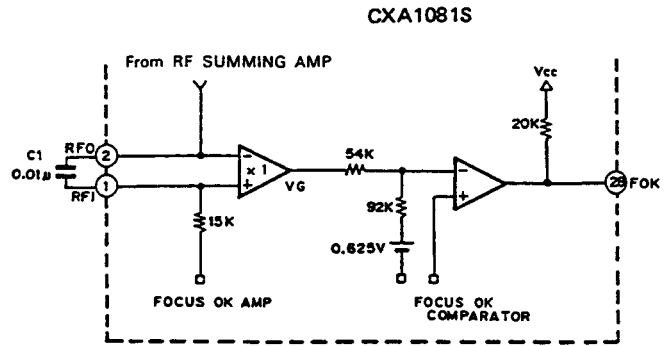 CXA1081S
From RF SUMMING AMP
Vcc
20K
C1
0.01μ
RFO
2
1
RFI
−
× 1
+
VG
54K
−
+
28
FOK
15K
92K
0.625V
FOCUS OK AMP
FOCUS OK
COMPARATOR